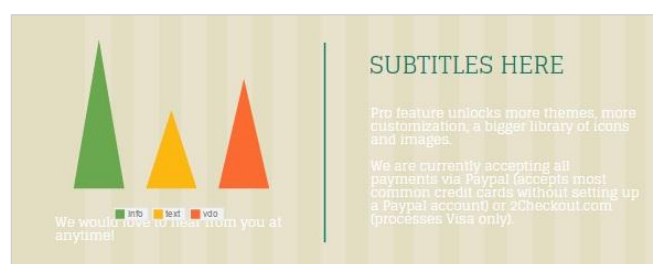 info text vdo
We would love to hear from you at
anytime!
SUBTITLES HERE
Pro feature unlocks more themes, more
customization, a bigger library of icons
and images.
We are currently accepting all
payments via Paypal (accepts most
common credit cards without setting up
a Paypal account) or 2Checkout.com
(processes Visa only).